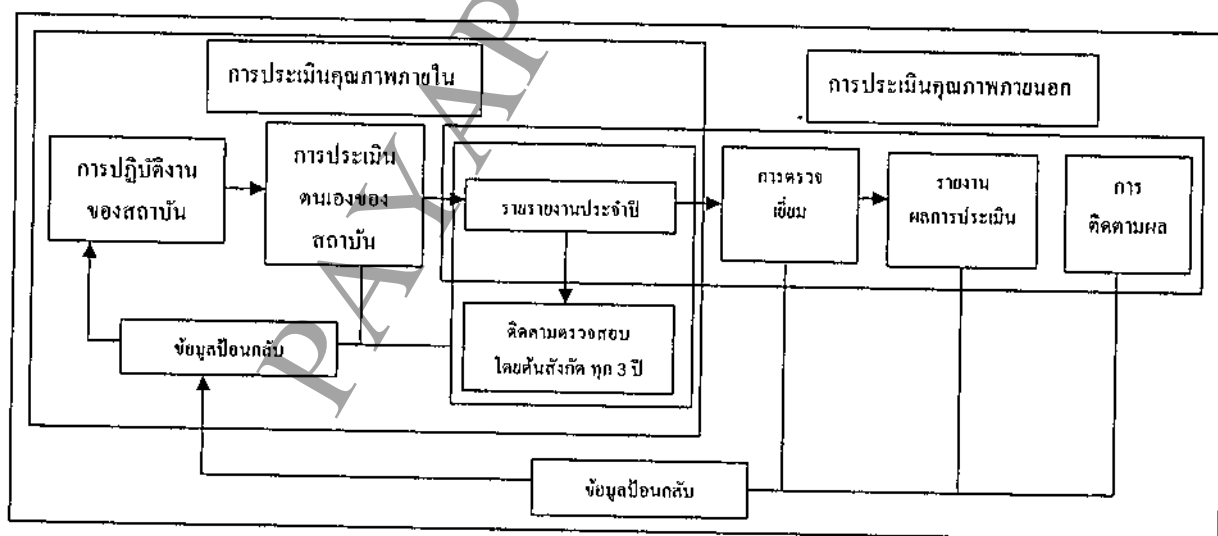 การประเมินคุณภาพภายใน
การประเมินคุณภาพภายนอก
การปฏิบัติงาน
ของสถาบัน
การประเมิน
ตนเองของ
สถาบัน
รายรายงานประจำปี
การตรวจ
เยี่ยม
รายงาน
ผลการประเมิน
การ
ติดตามผล
ข้อมูลป้อนกลับ
ติดตามตรวจสอบ
โดยต้นสังกัด ทุก 3 ปี
ข้อมูลป้อนกลับ